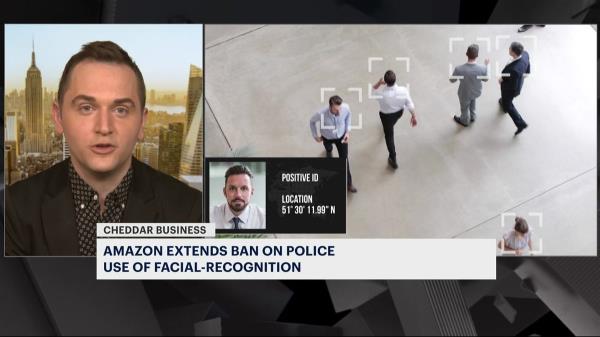 POSITIVE ID
LOCATION
51° 30' 11.99" N
CHEDDAR BUSINESS
AMAZON EXTENDS BAN ON POLICE
USE OF FACIAL-RECOGNITION